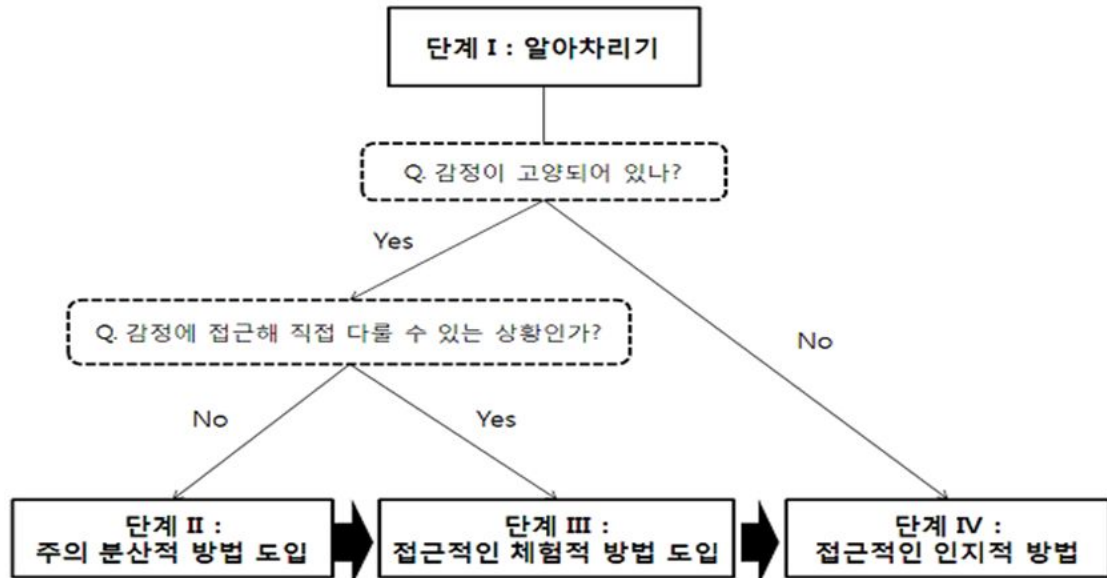 단계 I : 알아차리기
Q. 감정이 고양되어 있나?
Yes
Q. 감정에 접근해 직접 다룰 수 있는 상황인가?
No
No
Yes
단계 II :
주의 분산적 방법 도입
단계 III :
접근적인 체험적 방법 도입
단계 IV :
접근적인 인지적 방법